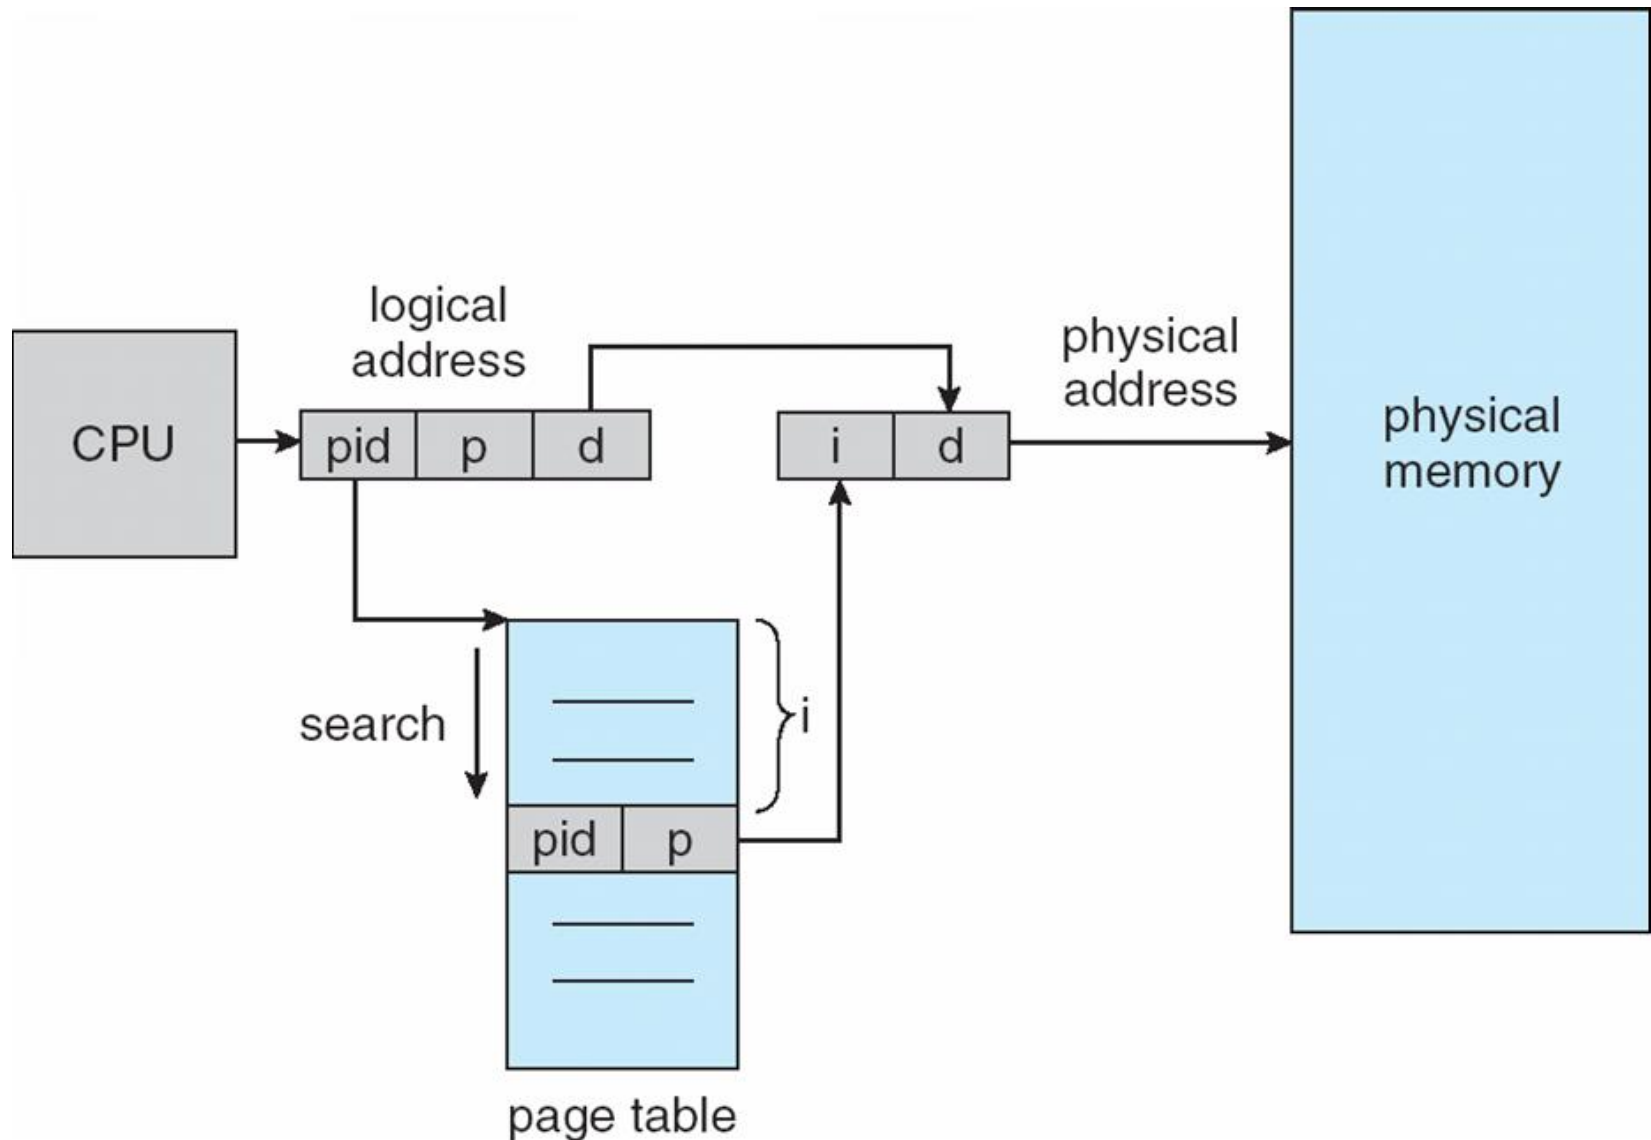 logical
address
physical
address
CPU
pid p d
i d
physical
memory
search
i
pid p
page table